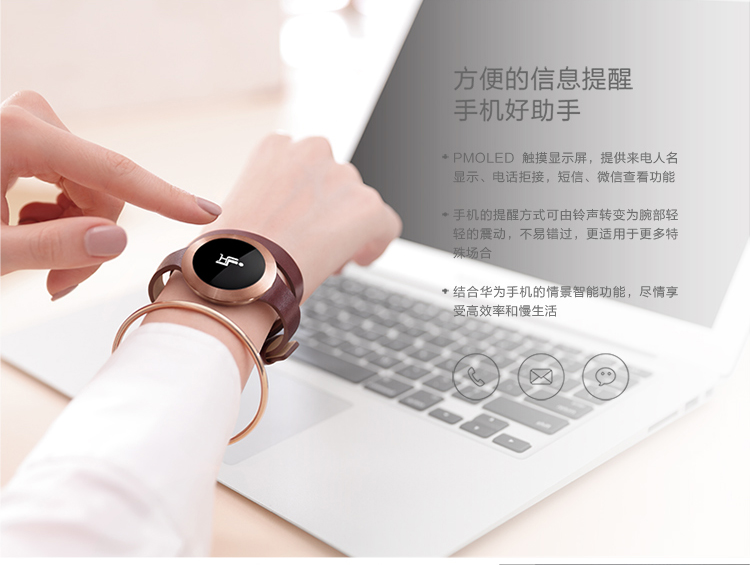 方便的信息提醒
手机好助手
PMOLED 触摸显示屏，提供来电人名
显示、电话拒接，短信、微信查看功能
手机的提醒方式可由铃声转变为腕部轻
轻的震动，不易错过，更适用于更多特
殊场合
结合华为手机的情景智能功能，尽情享
受高效率和慢生活